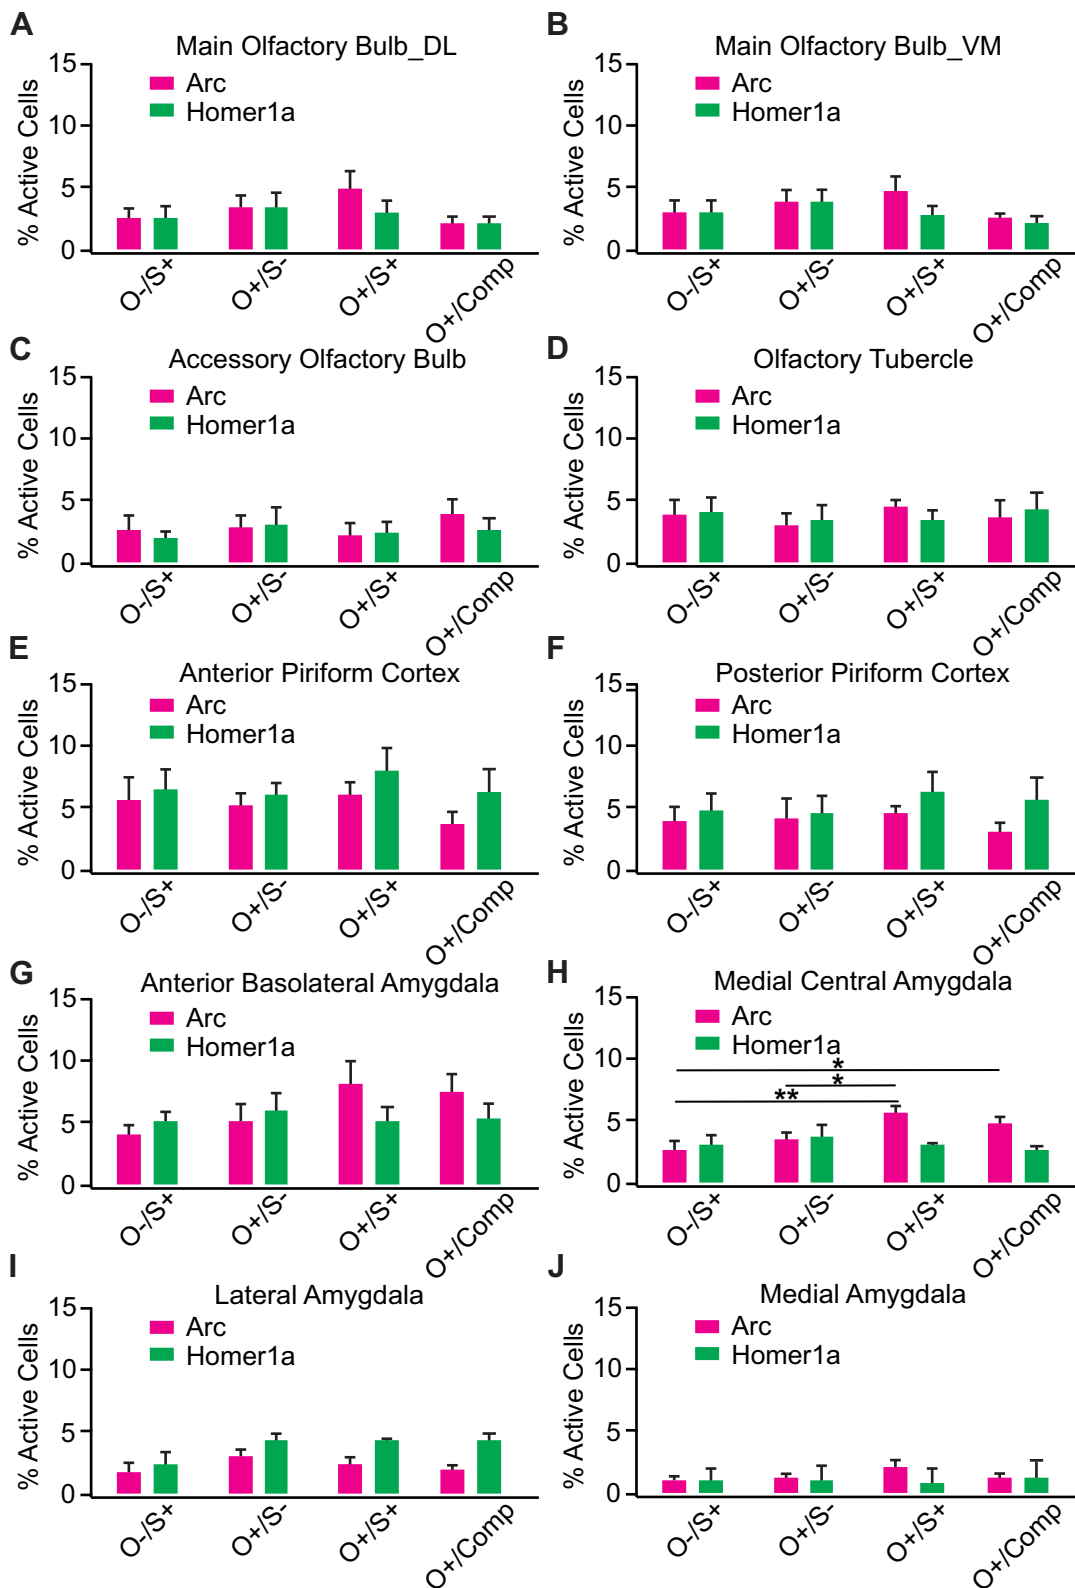 A
Main Olfactory Bulb_DL
% Active Cells
15
10
5
0
Arc
Homer1a
O-/S+
O+/S-
O+/S+
O+/Comp
B
Main Olfactory Bulb_VM
% Active Cells
15
10
5
0
Arc
Homer1a
O-/S+
O+/S-
O+/S+
O+/Comp
C
Accessory Olfactory Bulb
% Active Cells
15
10
5
0
Arc
Homer1a
O-/S+
O+/S-
O+/S+
O+/Comp
D
Olfactory Tubercle
% Active Cells
15
10
5
0
Arc
Homer1a
O-/S+
O+/S-
O+/S+
O+/Comp
E
Anterior Piriform Cortex
% Active Cells
15
10
5
0
Arc
Homer1a
O-/S+
O+/S-
O+/S+
O+/Comp
F
Posterior Piriform Cortex
% Active Cells
15
10
5
0
Arc
Homer1a
O-/S+
O+/S-
O+/S+
O+/Comp
G
Anterior Basolateral Amygdala
% Active Cells
15
10
5
0
Arc
Homer1a
O-/S+
O+/S-
O+/S+
O+/Comp
H
Medial Central Amygdala
% Active Cells
15
10
5
0
Arc
Homer1a
*
*
**
O-/S+
O+/S-
O+/S+
O+/Comp
I
Lateral Amygdala
% Active Cells
15
10
5
0
Arc
Homer1a
O-/S+
O+/S-
O+/S+
O+/Comp
J
Medial Amygdala
% Active Cells
15
10
5
0
Arc
Homer1a
O-/S+
O+/S-
O+/S+
O+/Comp